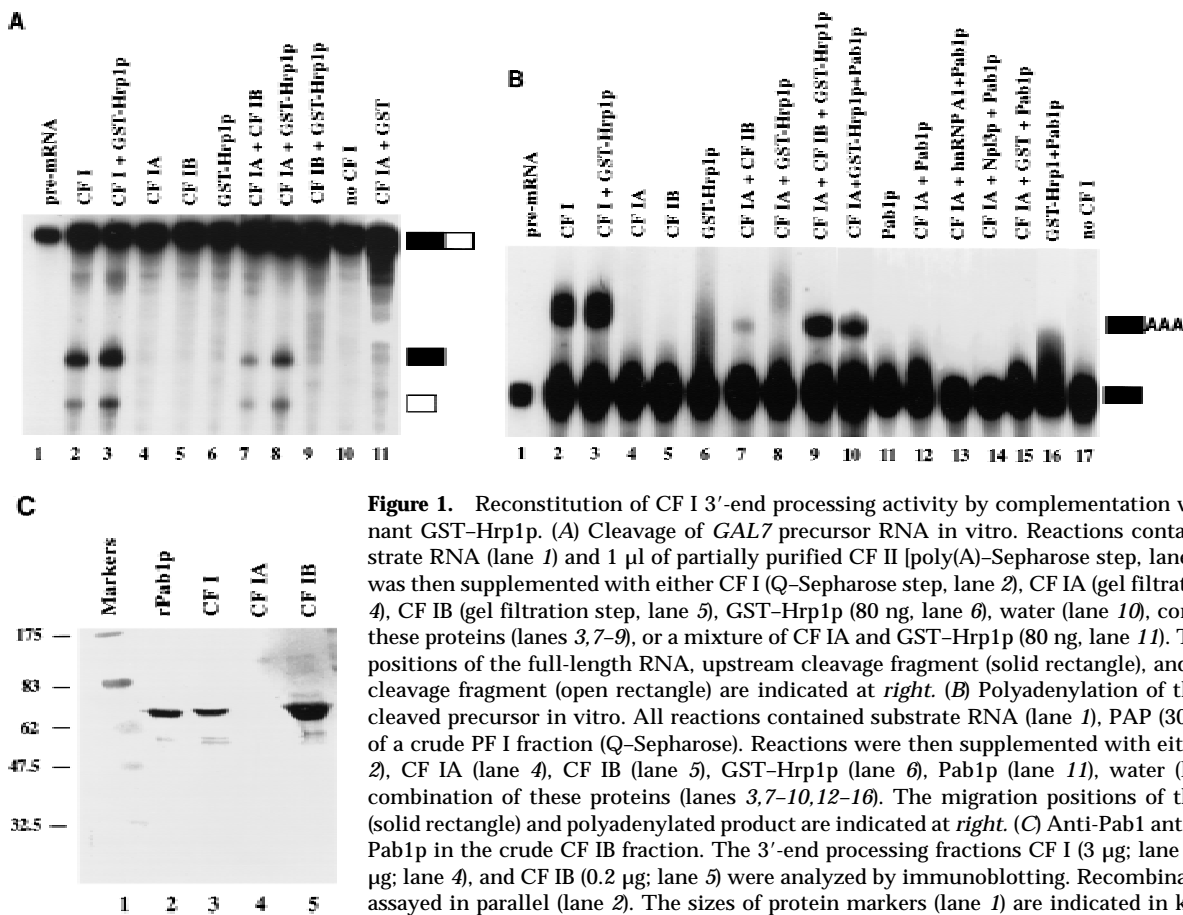 A
pre-mRNA
CF I
CF I + GST-Hrp1p
CF IA
CF IB
GST-Hrp1p
CF IA + CF IB
CF IA + GST-Hrp1p
CF IB + GST-Hrp1p
no CF I
CF IA + GST
1 2 3 4 5 6 7 8 9 10 11
B
pre-mRNA
CF I
CF I + GST-Hrp1p
CF IA
CF IB
GST-Hrp1p
CF IA + CF IB
CF IA + GST-Hrp1p
CF IA + CF IB + GST-Hrp1p
CF IA+GST-Hrp1p+Pab1p
Pab1p
CF IA + Pab1p
CF IA + hnRNP A1+Pab1p
CF IA + Npl3p + Pab1p
CF IA + GST + Pab1p
GST-Hrp1+Pab1p
no CF I
AAA
1 2 3 4 5 6 7 8 9 10 11 12 13 14 15 16 17
C
Markers
rPab1p
CF I
CF IA
CF IB
175
83
62
47.5
32.5
1 2 3 4 5
Figure 1. Reconstitution of CF I 3′-end processing activity by complementation w
nant GST–Hrp1p. (A) Cleavage of GAL7 precursor RNA in vitro. Reactions conta
strate RNA (lane 1) and 1 µl of partially purified CF II [poly(A)–Sepharose step, lane
was then supplemented with either CF I (Q–Sepharose step, lane 2), CF IA (gel filtrat
4), CF IB (gel filtration step, lane 5), GST–Hrp1p (80 ng, lane 6), water (lane 10), con
these proteins (lanes 3,7–9), or a mixture of CF IA and GST–Hrp1p (80 ng, lane 11). T
positions of the full-length RNA, upstream cleavage fragment (solid rectangle), and
cleavage fragment (open rectangle) are indicated at right. (B) Polyadenylation of th
cleaved precursor in vitro. All reactions contained substrate RNA (lane 1), PAP (30
of a crude PF I fraction (Q–Sepharose). Reactions were then supplemented with eit
2), CF IA (lane 4), CF IB (lane 5), GST–Hrp1p (lane 6), Pab1p (lane 11), water (l
combination of these proteins (lanes 3,7–10,12–16). The migration positions of th
(solid rectangle) and polyadenylated product are indicated at right. (C) Anti-Pab1 anti
Pab1p in the crude CF IB fraction. The 3′-end processing fractions CF I (3 µg; lane
µg; lane 4), and CF IB (0.2 µg; lane 5) were analyzed by immunoblotting. Recombina
assayed in parallel (lane 2). The sizes of protein markers (lane 1) are indicated in k